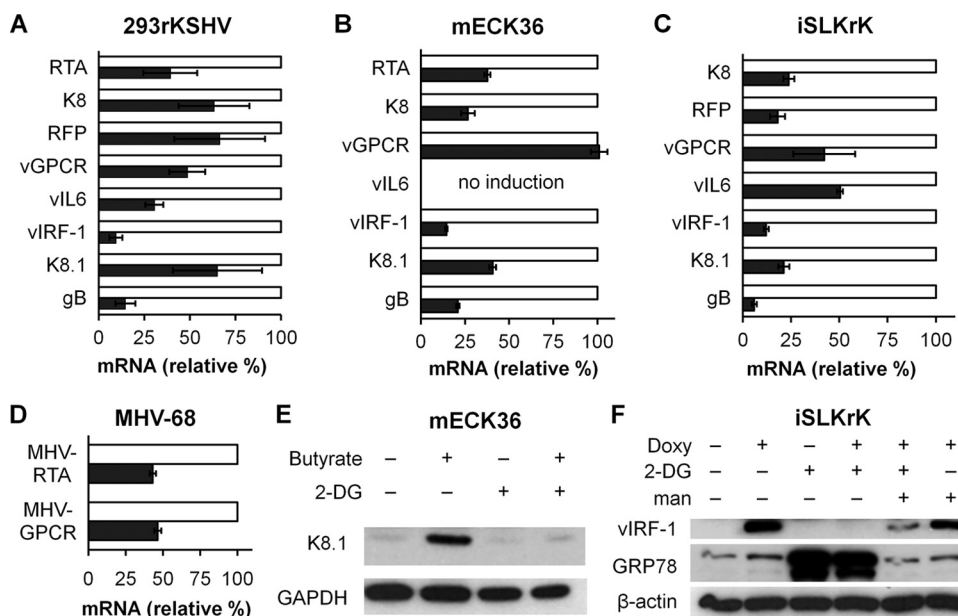 A
293rKSHV
RTA
K8
RFP
vGPCR
vIL6
vIRF-1
K8.1
gB
0 25 50 75 100
mRNA (relative %)
B
mECK36
RTA
K8
vGPCR
vIL6
no induction
vIRF-1
K8.1
gB
0 25 50 75 100
mRNA (relative %)
C
iSLKrK
K8
RFP
vGPCR
vIL6
vIRF-1
K8.1
gB
0 25 50 75 100
mRNA (relative %)
D
MHV-68
MHV-
RTA
MHV-
GPCR
0 25 50 75 100
mRNA (relative %)
E
mECK36
Butyrate – + – +
2-DG – – + +
K8.1
GAPDH
F
iSLKrK
Doxy – + – + + +
2-DG – – + + + –
man – – – – + +
vIRF-1
GRP78
β-actin